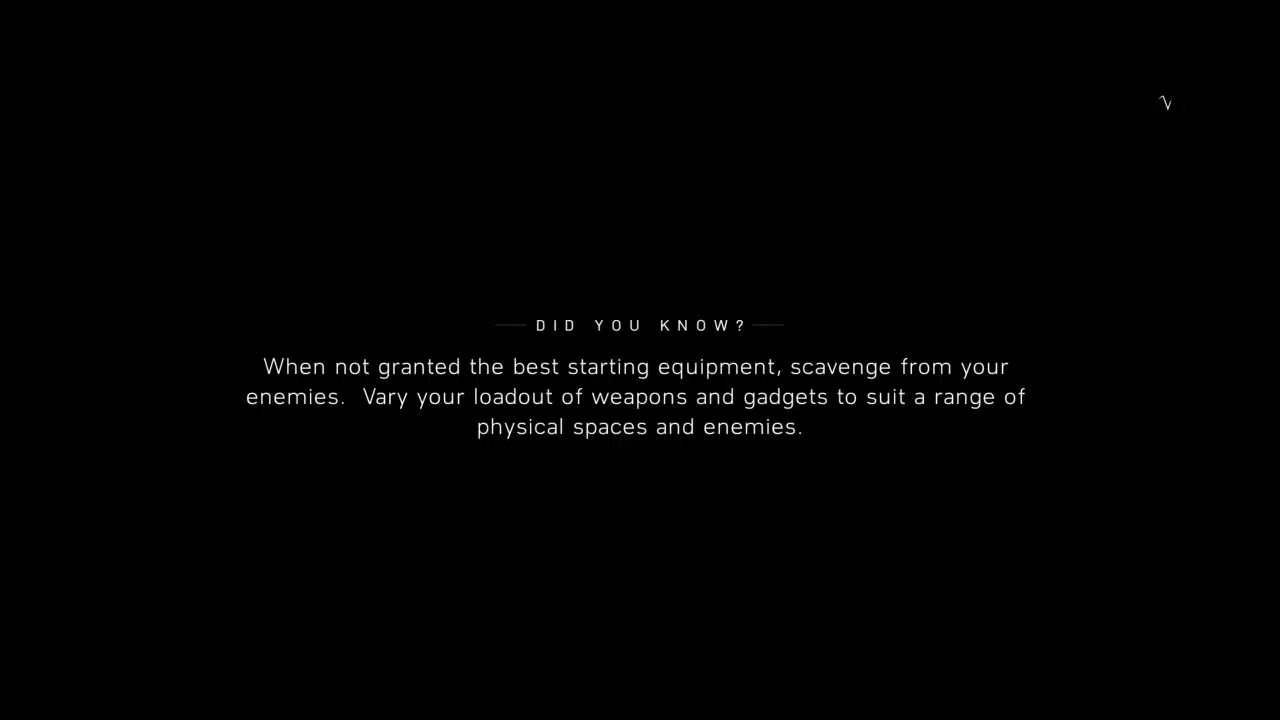 DID YOU KNOW?
When not granted the best starting equipment, scavenge from your
enemies.  Vary your loadout of weapons and gadgets to suit a range of
physical spaces and enemies.